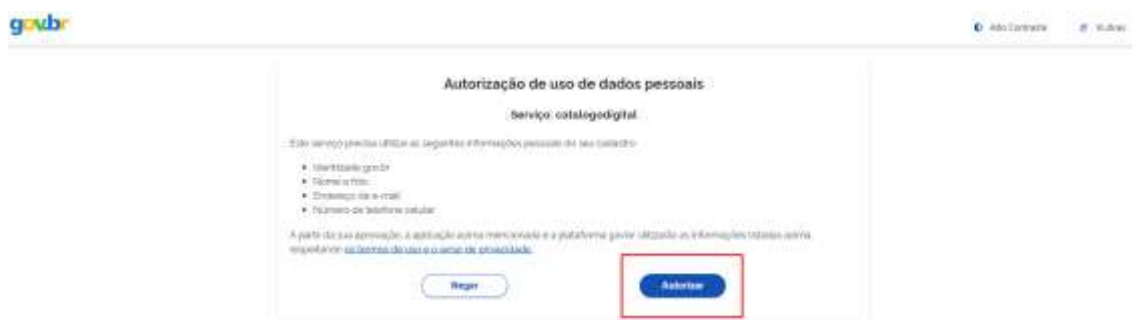 gov.br
Alto Contraste VLibras
Autorização de uso de dados pessoais
Serviço: catalogodigital
Este serviço precisa utilizar as seguintes informações pessoais do seu cadastro:
Identidade gov.br
Nome e foto
Endereço de e-mail
Número de telefone celular
A partir da sua aprovação, a aplicação acima mencionada e a plataforma gov.br utilizarão as informações listadas acima,
respeitando os termos de uso e o aviso de privacidade.
Negar Autorizar